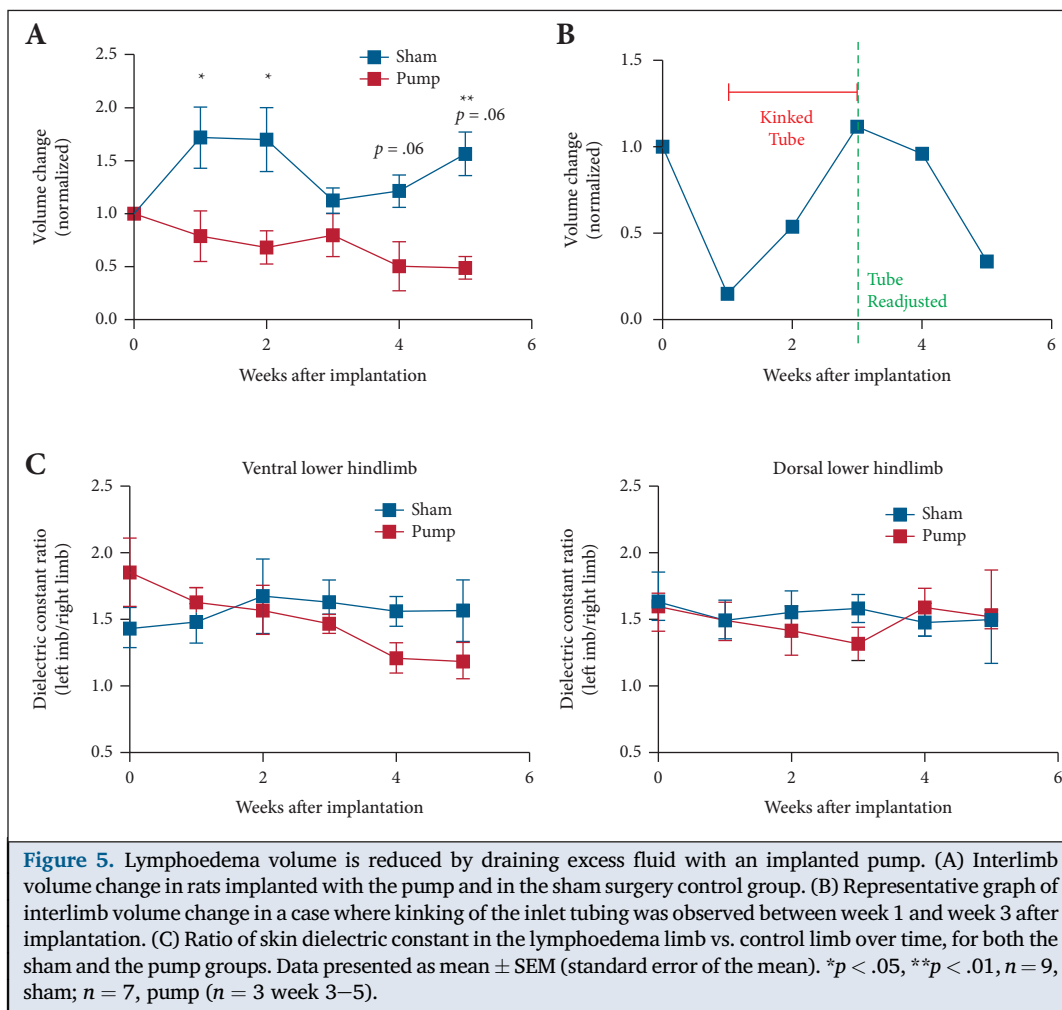 A
Sham
Pump
*
*
**
p = .06
p = .06
2.5
2.0
1.5
1.0
0.5
0.0
Volume change
(normalized)
0
2
4
6
Weeks after implantation
B
Kinked
Tube
Tube
Readjusted
1.5
1.0
0.5
0.0
Volume change
(normalized)
0
2
4
6
Weeks after implantation
C
Ventral lower hindlimb
Sham
Pump
2.5
2.0
1.5
1.0
0.5
Dielectric constant ratio
(left imb/right limb)
0
2
4
6
Weeks after implantation
Dorsal lower hindlimb
Sham
Pump
2.5
2.0
1.5
1.0
0.5
Dielectric constant ratio
(left imb/right limb)
0
2
4
6
Weeks after implantation
Figure 5. Lymphoedema volume is reduced by draining excess fluid with an implanted pump. (A) Interlimb
volume change in rats implanted with the pump and in the sham surgery control group. (B) Representative graph of
interlimb volume change in a case where kinking of the inlet tubing was observed between week 1 and week 3 after
implantation. (C) Ratio of skin dielectric constant in the lymphoedema limb vs. control limb over time, for both the
sham and the pump groups. Data presented as mean ± SEM (standard error of the mean). *p < .05, **p < .01, n = 9,
sham; n = 7, pump (n = 3 week 3–5).